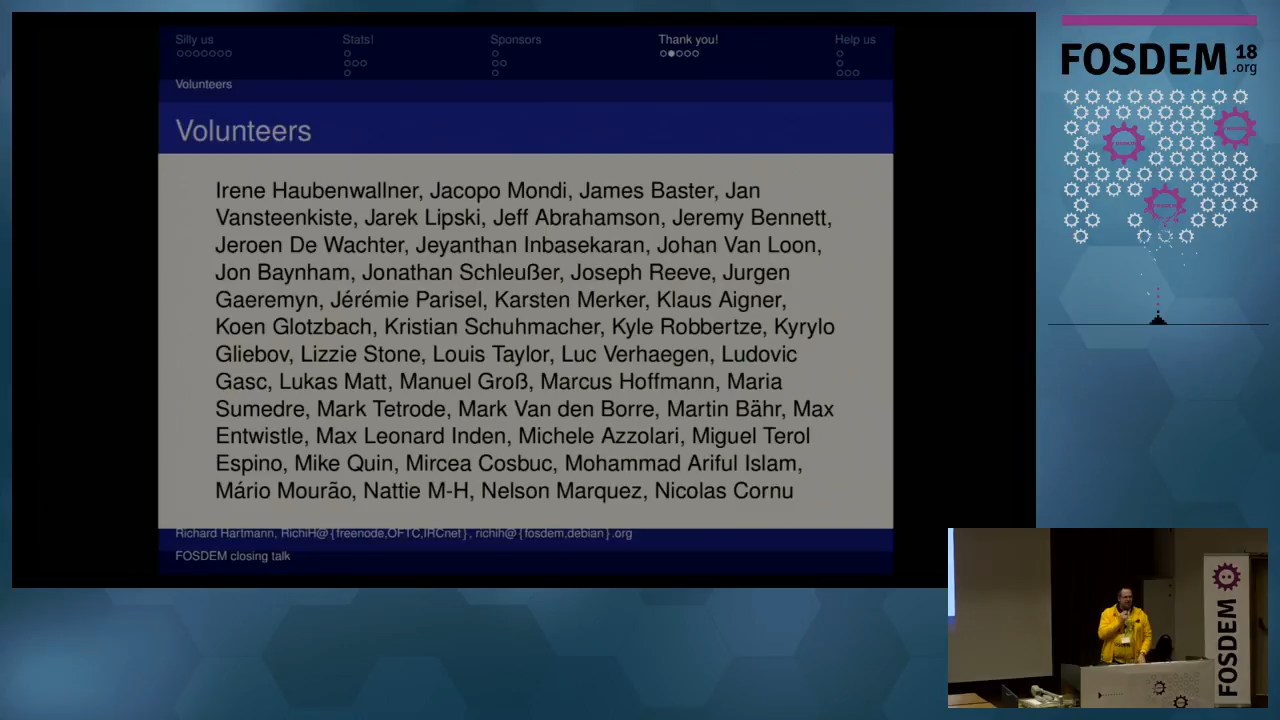 Silly us
Stats!
Sponsors
Thank you!
Help us
Volunteers
Volunteers
Irene Haubenwallner, Jacopo Mondi, James Baster, Jan
Vansteenkiste, Jarek Lipski, Jeff Abrahamson, Jeremy Bennett,
Jeroen De Wachter, Jeyanthan Inbasekaran, Johan Van Loon,
Jon Baynham, Jonathan Schleußer, Joseph Reeve, Jurgen
Gaeremyn, Jérémie Parisel, Karsten Merker, Klaus Aigner,
Koen Glotzbach, Kristian Schuhmacher, Kyle Robbertze, Kyrylo
Gliebov, Lizzie Stone, Louis Taylor, Luc Verhaegen, Ludovic
Gasc, Lukas Matt, Manuel Groß, Marcus Hoffmann, Maria
Sumedre, Mark Tetrode, Mark Van den Borre, Martin Bähr, Max
Entwistle, Max Leonard Inden, Michele Azzolari, Miguel Terol
Espino, Mike Quin, Mircea Cosbuc, Mohammad Ariful Islam,
Mário Mourão, Nattie M-H, Nelson Marquez, Nicolas Cornu
Richard Hartmann, RichiH@{freenode,OFTC,IRCnet}, richih@{fosdem,debian}.org
FOSDEM closing talk
FOSDEM 18
.org
FOSDEM